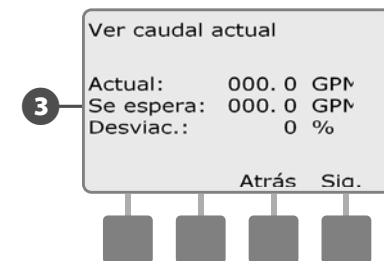 Ver caudal actual
Actual: 000.0 GPM
3 Se espera: 000.0 GPM
Desviac.: 0 %
Atrás Sig.